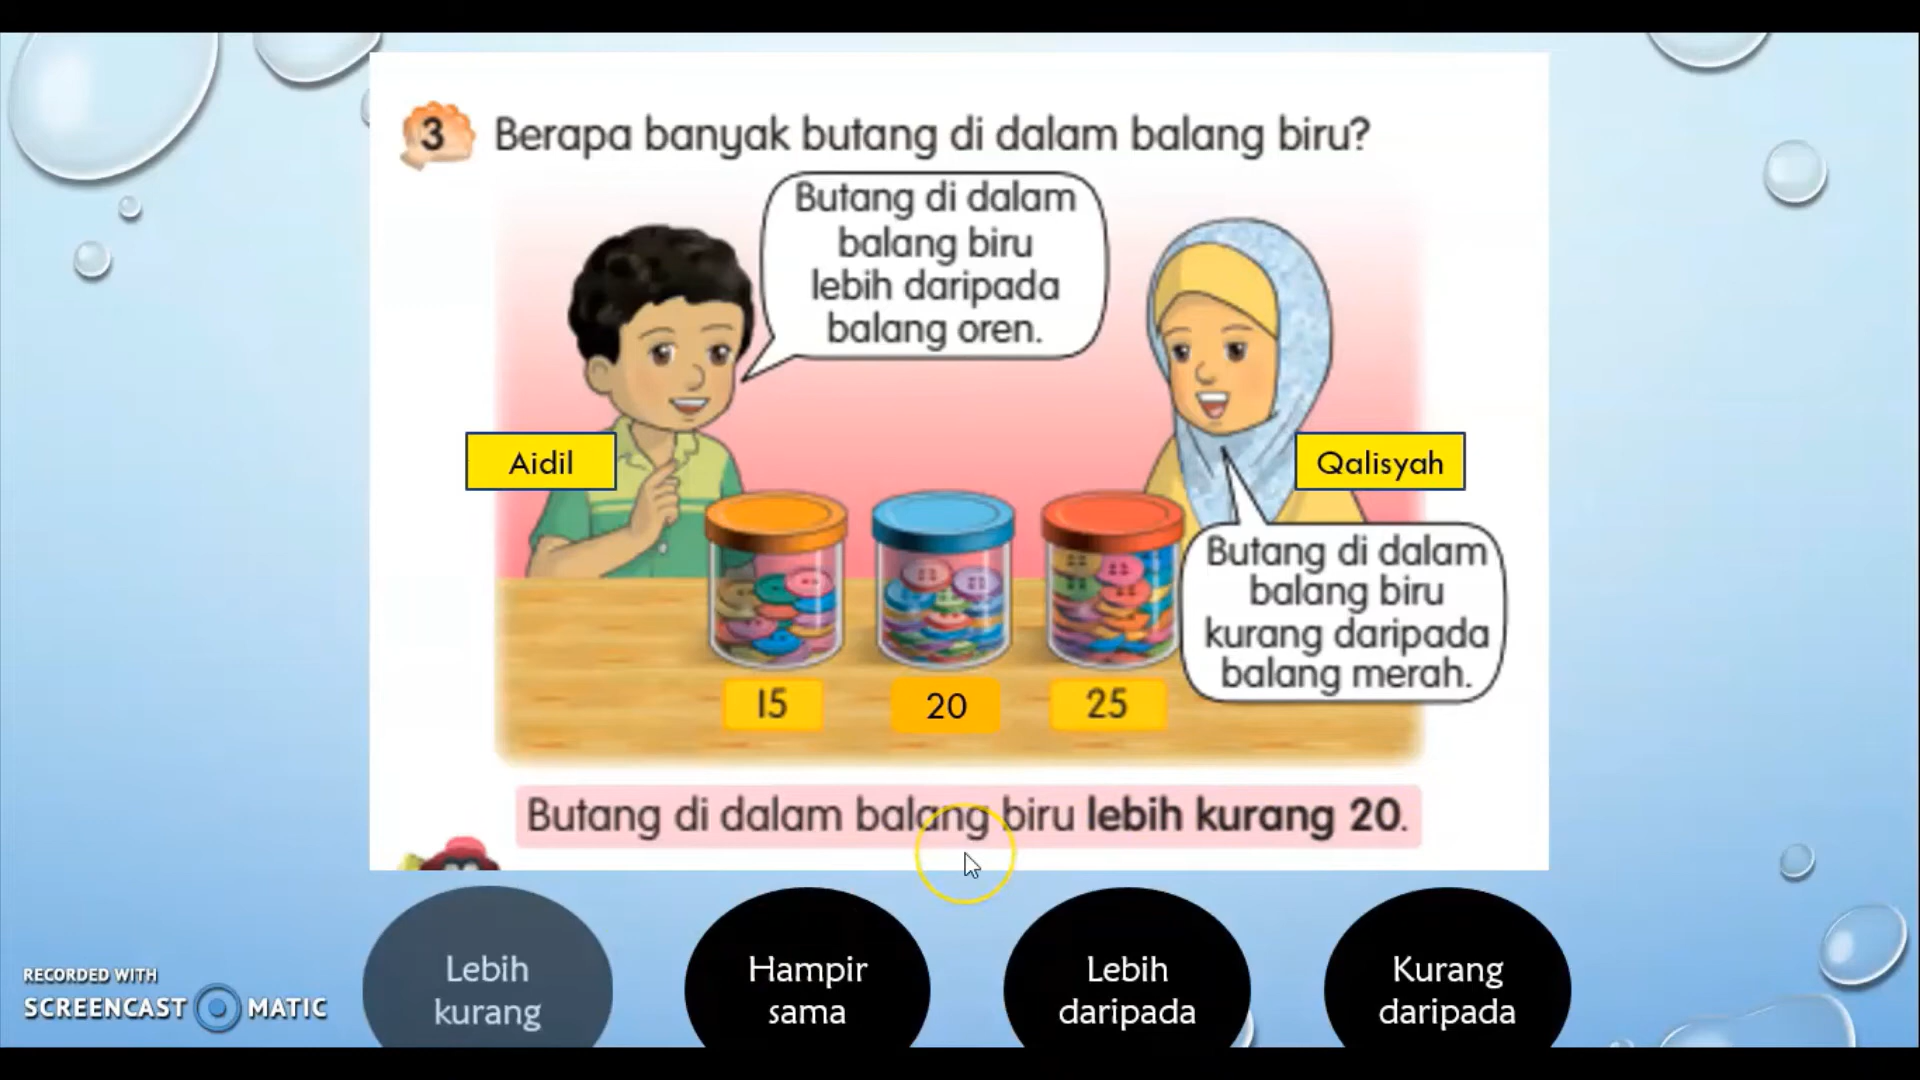 3 Berapa banyak butang di dalam balang biru?
Butang di dalam
balang biru
lebih daripada
balang oren.
Aidil
Qalisyah
Butang di dalam
balang biru
kurang daripada
balang merah.
15
20
25
Butang di dalam balang biru lebih kurang 20.
Lebih
kurang
Hampir
sama
Lebih
daripada
Kurang
daripada
RECORDED WITH
SCREENCAST MATIC